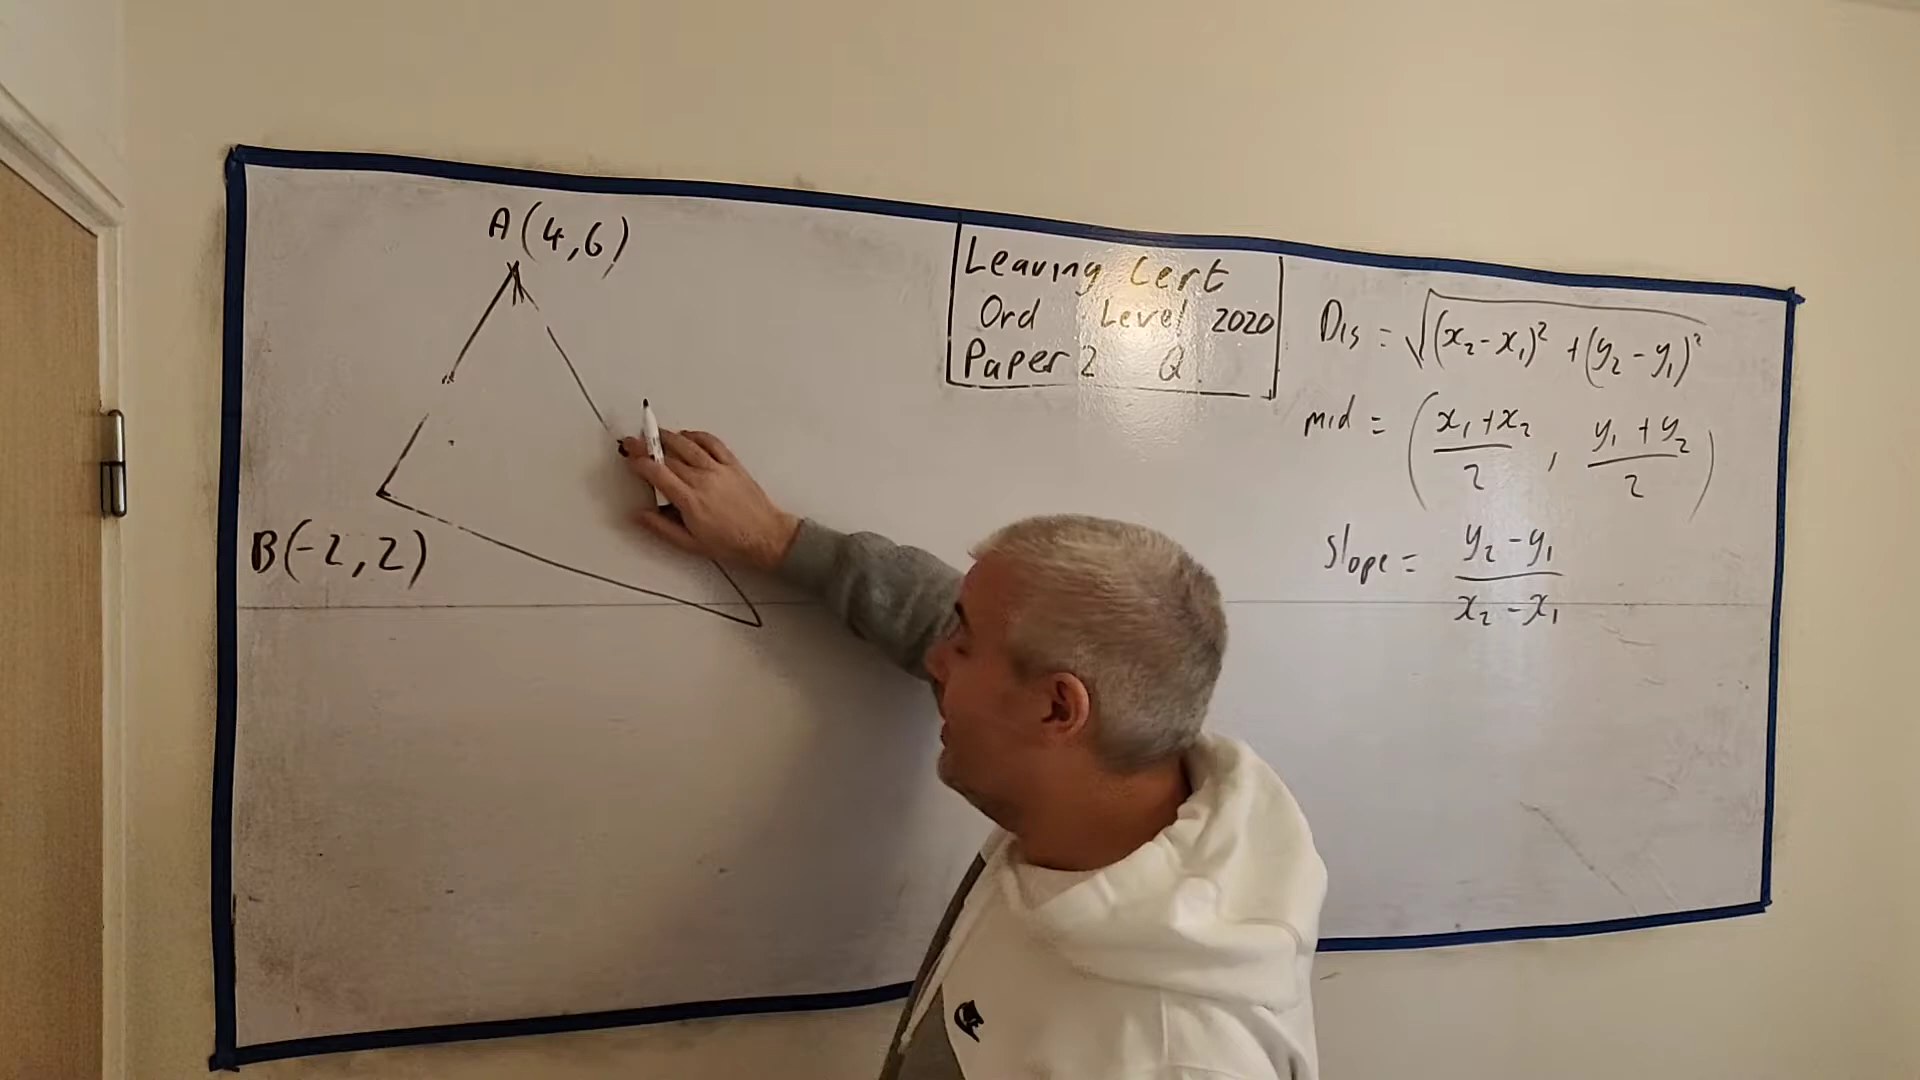 A(4,6)
B(-2,2)
Leaving Cert
Ord Level 2020
Paper 2 Q.
Dis = √(x₂-x₁)² + (y₂-y₁)²
mid = (x₁+x₂/2, y₁+y₂/2)
Slope = y₂-y₁/x₂-x₁